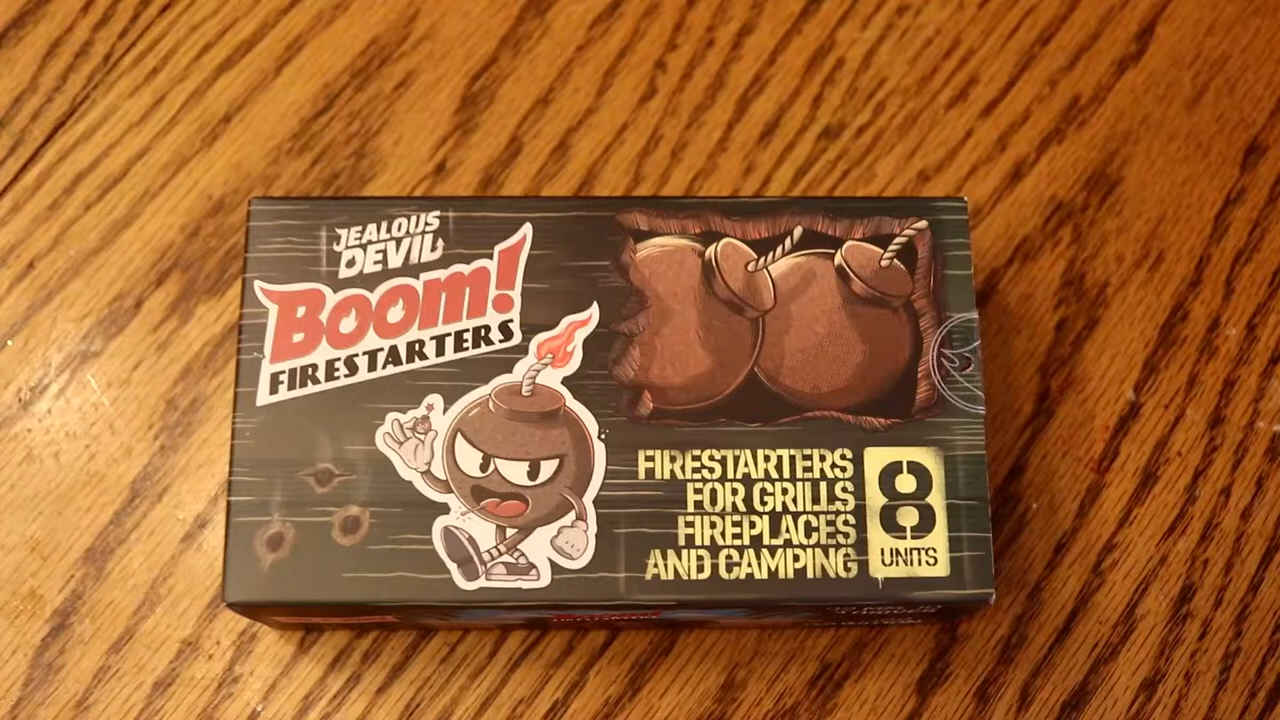 JEALOUS
DEVIL
BOOM!
FIRESTARTERS
FIRESTARTERS
FOR GRILLS
FIREPLACES
AND CAMPING
8
UNITS